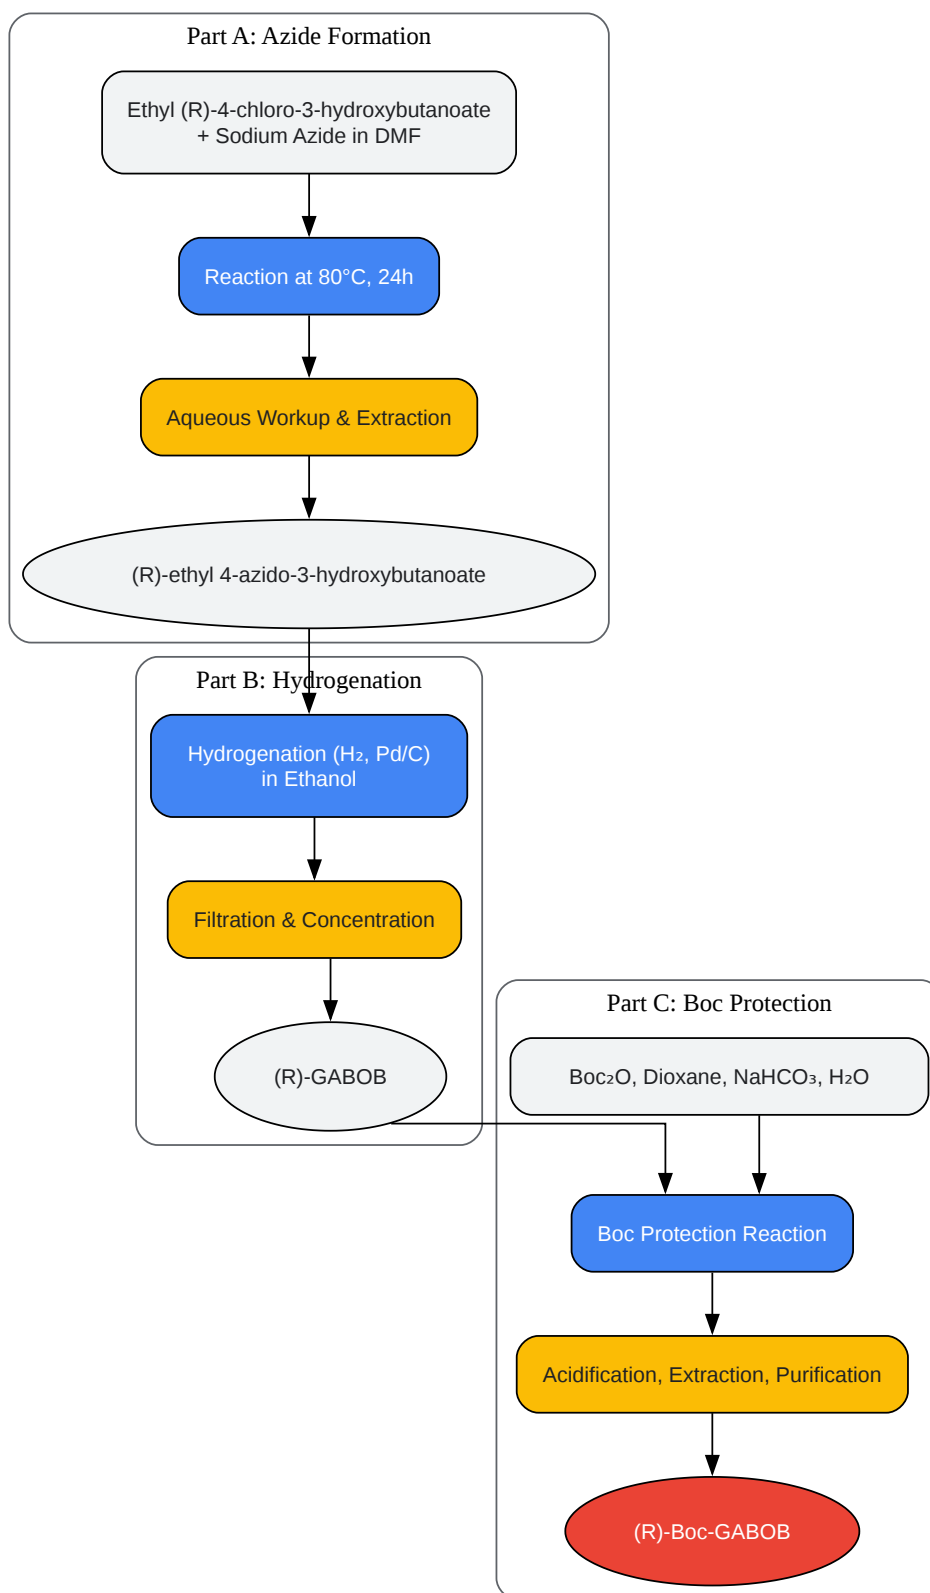 Part A: Azide Formation
Ethyl (R)-4-chloro-3-hydroxybutanoate
+ Sodium Azide in DMF
Reaction at 80°C, 24h
Aqueous Workup & Extraction
(R)-ethyl 4-azido-3-hydroxybutanoate
Part B: Hydrogenation
Hydrogenation (H₂, Pd/C)
in Ethanol
Filtration & Concentration
(R)-GABOB
Part C: Boc Protection
Boc₂O, Dioxane, NaHCO₃, H₂O
Boc Protection Reaction
Acidification, Extraction, Purification
(R)-Boc-GABOB